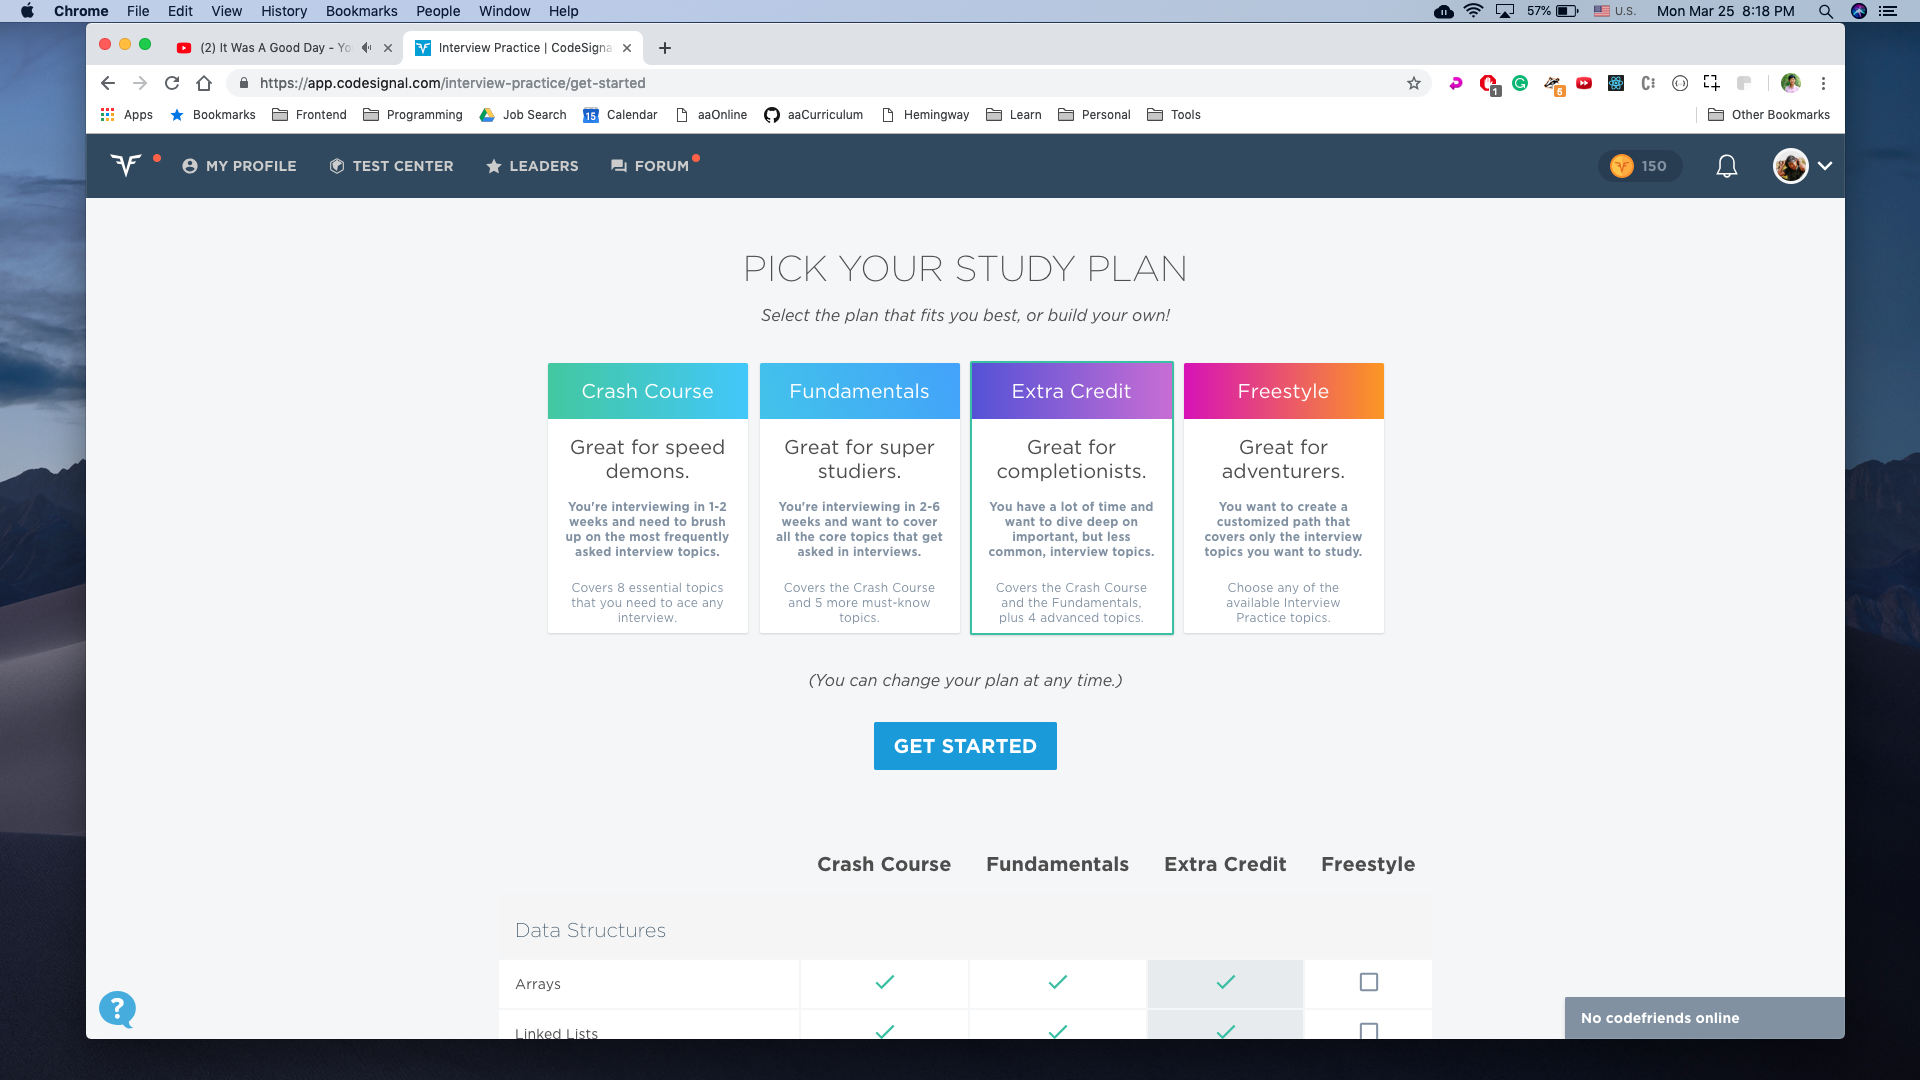 Chrome File Edit View History Bookmarks People Window Help 57% U.S. Mon Mar 25 8:18 PM
(2) It Was A Good Day - Yo Interview Practice | CodeSigna
https://app.codesignal.com/interview-practice/get-started 1 5
Apps Bookmarks Frontend Programming Job Search 15 Calendar aaOnline aaCurriculum Hemingway Learn Personal Tools Other Bookmarks
MY PROFILE TEST CENTER LEADERS FORUM 150
PICK YOUR STUDY PLAN
Select the plan that fits you best, or build your own!
Crash Course
Great for speed
demons.
You're interviewing in 1-2
weeks and need to brush
up on the most frequently
asked interview topics.
Covers 8 essential topics
that you need to ace any
interview.
Fundamentals
Great for super
studiers.
You're interviewing in 2-6
weeks and want to cover
all the core topics that get
asked in interviews.
Covers the Crash Course
and 5 more must-know
topics.
Extra Credit
Great for
completionists.
You have a lot of time and
want to dive deep on
important, but less
common, interview topics.
Covers the Crash Course
and the Fundamentals,
plus 4 advanced topics.
Freestyle
Great for
adventurers.
You want to create a
customized path that
covers only the interview
topics you want to study.
Choose any of the
available Interview
Practice topics.
(You can change your plan at any time.)
GET STARTED
Crash Course Fundamentals Extra Credit Freestyle
Data Structures
Arrays
Linked Lists
?
No codefriends online